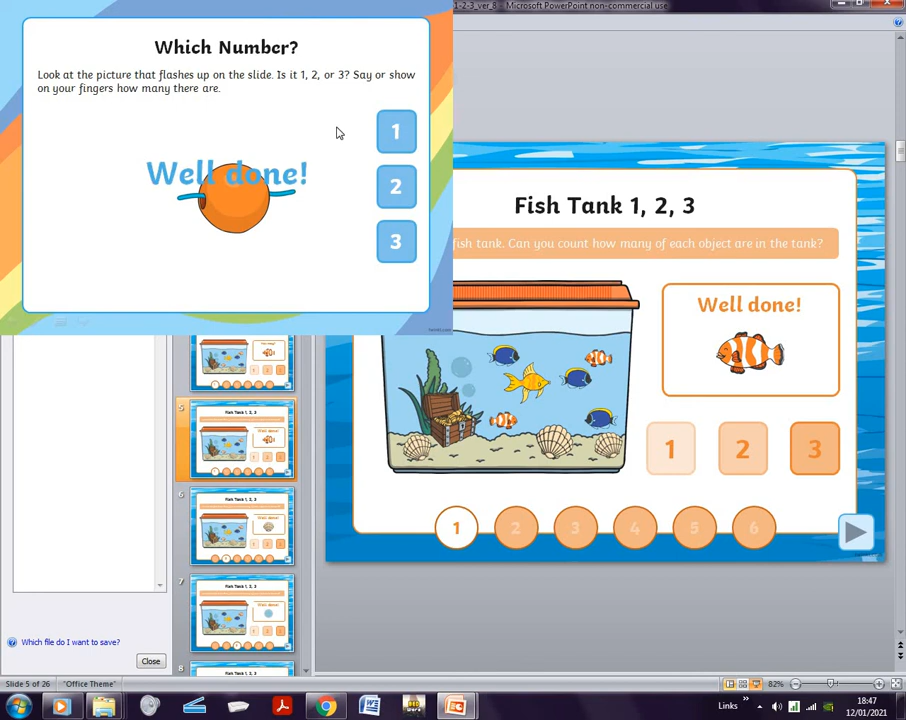 1-2-3_ver_8
Microsoft PowerPoint non-commercial use
Which Number?
Look at the picture that flashes up on the slide. Is it 1, 2, or 3? Say or show
on your fingers how many there are.
Well done!
1
2
3
Fish Tank 1, 2, 3
fish tank. Can you count how many of each object are in the tank?
Well done!
1
2
3
1
2
3
4
5
6
5
Fish Tank 1, 2, 3
6
Fish Tank 1, 2, 3
7
Fish Tank 1, 2, 3
8
Which file do I want to save?
Close
Slide 5 of 26
"Office Theme"
82%
Links
18:47
12/01/2021